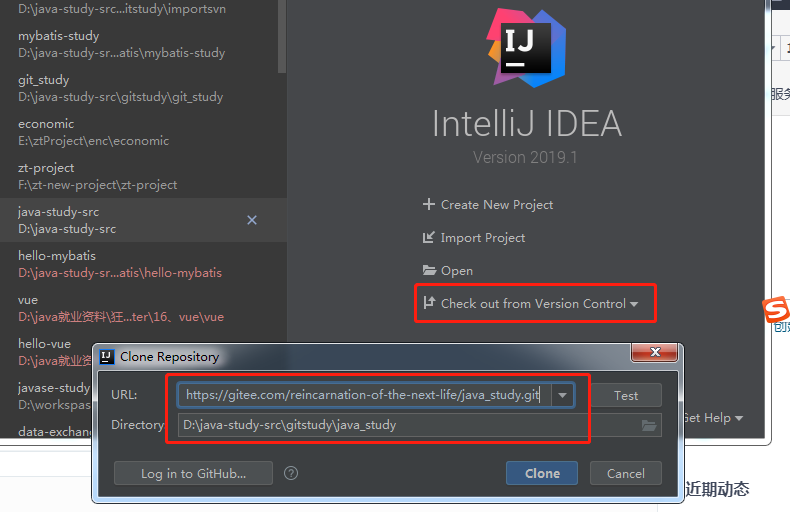 D:\java-study-src...itstudy\importsvn
mybatis-study
D:\java-study-sr...atis\mybatis-study
git_study
D:\java-study-src\gitstudy\git_study
economic
E:\ztProject\enc\economic
zt-project
F:\zt-new-project\zt-project
java-study-src
D:\java-study-src
hello-mybatis
D:\java-study-sr...atis\hello-mybatis
vue
D:\java就业资料\狂...ter\16、vue\vue
hello-vue
D:\java就业资
javase-study
D:\workspas
data-exchan
IJ
IntelliJ IDEA
Version 2019.1
Create New Project
Import Project
Open
Check out from Version Control
Get Help
服务
创建
IJ
Clone Repository
URL:
https://gitee.com/reincarnation-of-the-next-life/java_study.git
Test
Directory:
D:\java-study-src\gitstudy\java_study
Log in to GitHub...
?
Clone
Cancel
近期动态